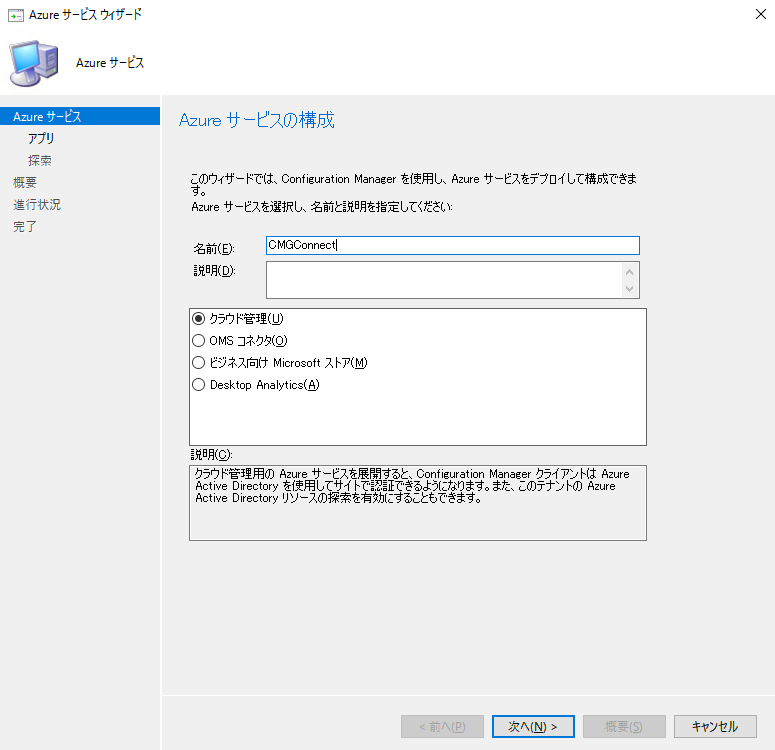 Azure サービス ウィザード
Azure サービス
Azure サービス
アプリ
探索
概要
進行状況
完了
Azure サービスの構成
このウィザードでは、Configuration Manager を使用し、Azure サービスをデプロイして構成できま
す。
Azure サービスを選択し、名前と説明を指定してください:
名前(E):
CMGConnect
説明(D):
クラウド管理(U)
OMS コネクタ(O)
ビジネス向け Microsoft ストア(M)
Desktop Analytics(A)
説明(C):
クラウド管理用の Azure サービスを展開すると、Configuration Manager クライアントは Azure
Active Directory を使用してサイトで認証できるようになります。また、このテナントの Azure
Active Directory リソースの探索を有効にすることもできます。
< 前へ(P)
次へ(N) >
概要(S)
キャンセル